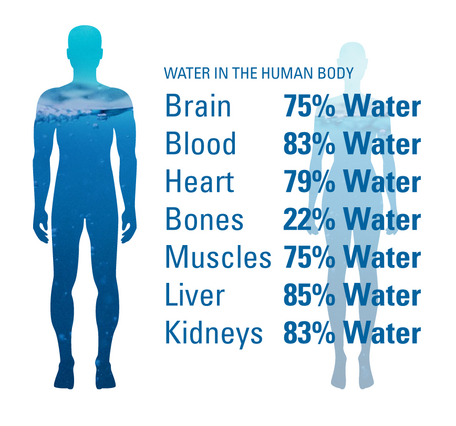 WATER IN THE HUMAN BODY
Brain 75% Water
Blood 83% Water
Heart 79% Water
Bones 22% Water
Muscles 75% Water
Liver 85% Water
Kidneys 83% Water